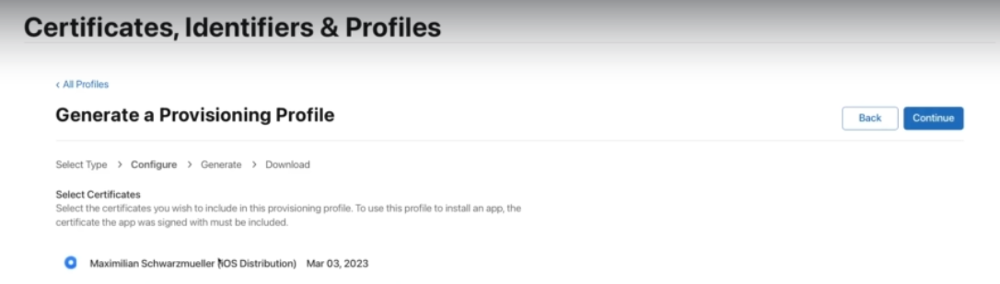 Certificates, Identifiers & Profiles
‹ All Profiles
Generate a Provisioning Profile
Back
Continue
Select Type > Configure > Generate > Download
Select Certificates
Select the certificates you wish to include in this provisioning profile. To use this profile to install an app, the
certificate the app was signed with must be included.
Maximilian Schwarzmueller (iOS Distribution) Mar 03, 2023